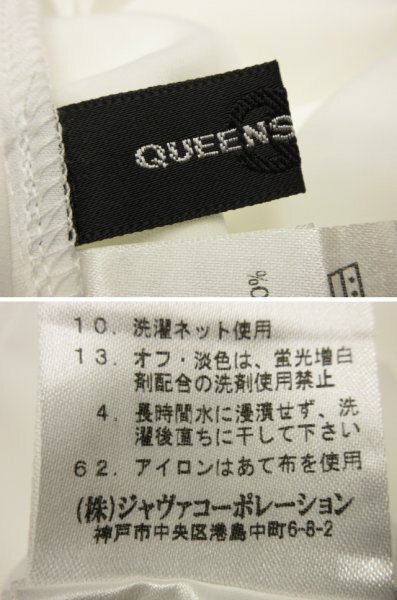 QUEENS
10. 洗濯ネット使用
13. オフ・淡色は、蛍光増白
剤配合の洗剤使用禁止
4. 長時間水に浸漬せず、洗
濯後直ちに干して下さい
62. アイロンはあて布を使用
(株)ジャヴァコーポレーション
神戸市中央区港島中町6-8-2